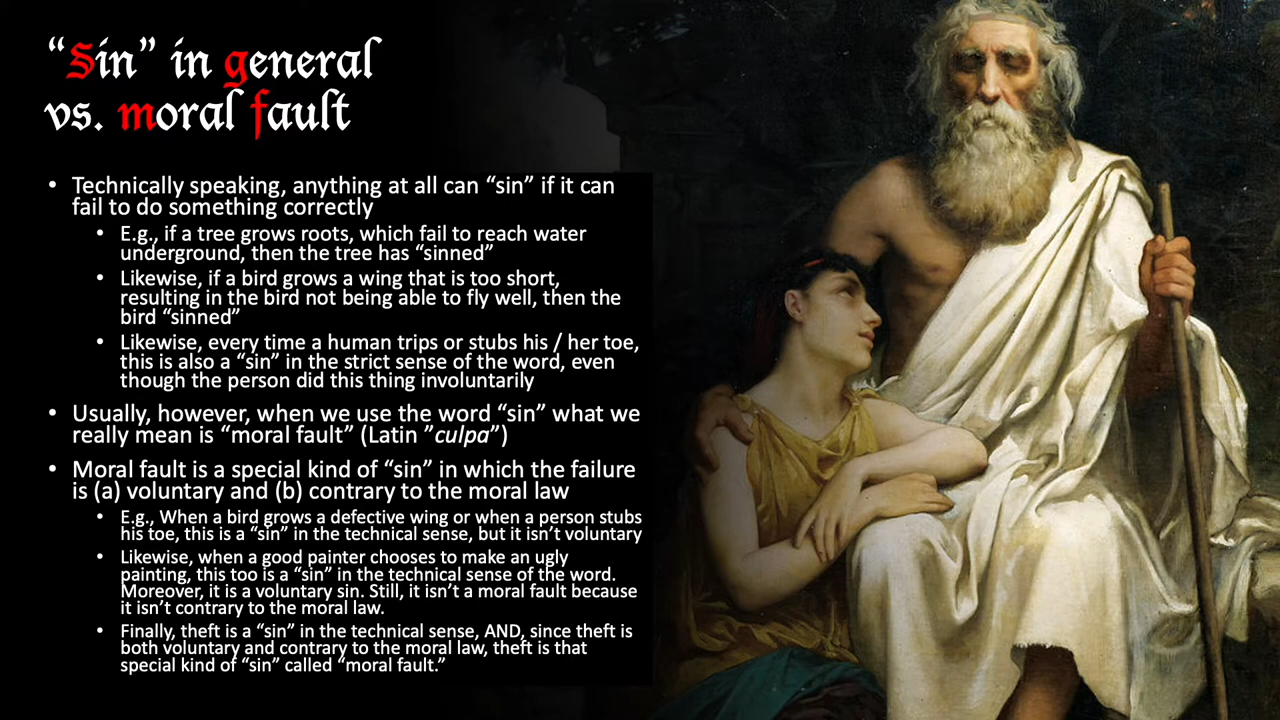 “Sin” in general
vs. moral fault
• Technically speaking, anything at all can “sin” if it can
fail to do something correctly
• E.g., if a tree grows roots, which fail to reach water
underground, then the tree has “sinned”
• Likewise, if a bird grows a wing that is too short,
resulting in the bird not being able to fly well, then the
bird “sinned”
• Likewise, every time a human trips or stubs his / her toe,
this is also a “sin” in the strict sense of the word, even
though the person did this thing involuntarily
• Usually, however, when we use the word “sin” what we
really mean is “moral fault” (Latin ”culpa”)
• Moral fault is a special kind of “sin” in which the failure
is (a) voluntary and (b) contrary to the moral law
• E.g., When a bird grows a defective wing or when a person stubs
his toe, this is a “sin” in the technical sense, but it isn’t voluntary
• Likewise, when a good painter chooses to make an ugly
painting, this too is a “sin” in the technical sense of the word.
Moreover, it is a voluntary sin. Still, it isn’t a moral fault because
it isn’t contrary to the moral law.
• Finally, theft is a “sin” in the technical sense, AND, since theft is
both voluntary and contrary to the moral law, theft is that
special kind of “sin” called “moral fault.”